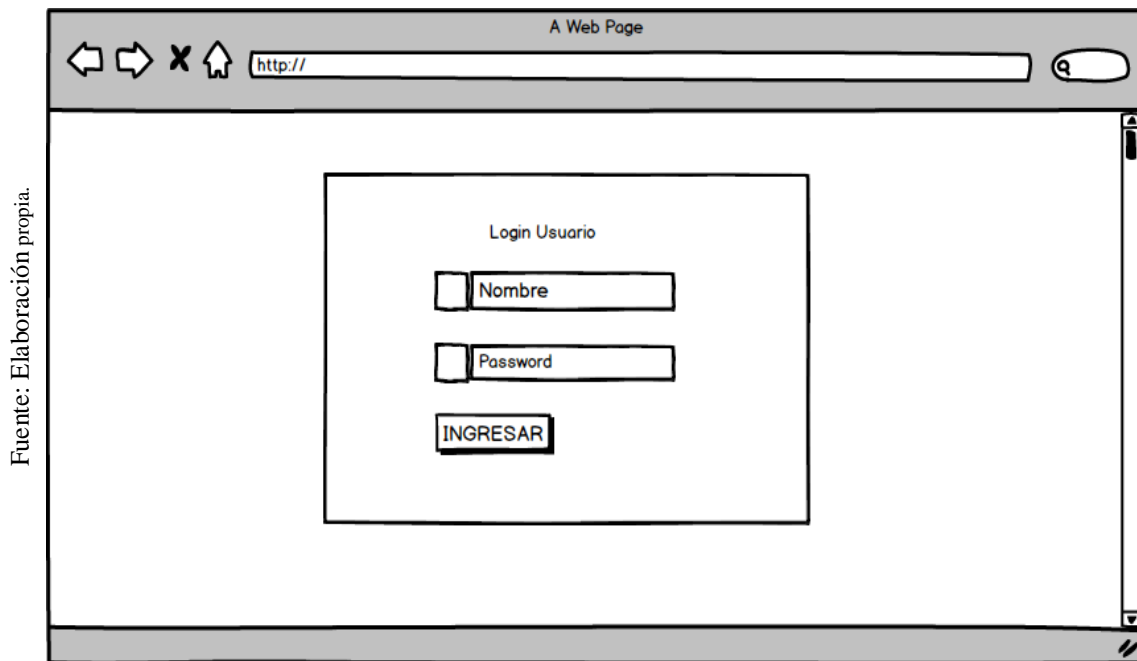 A Web Page
http://
Login Usuario
Nombre
Password
INGRESAR
Fuente: Elaboración propia.